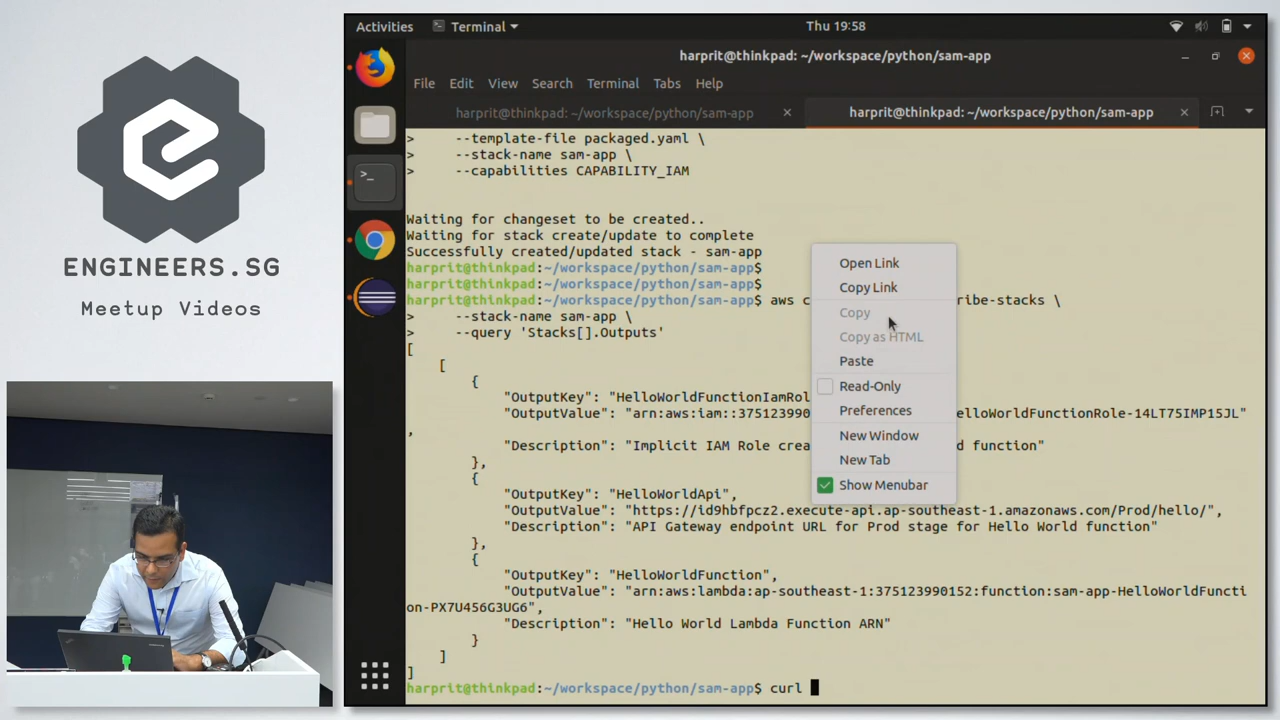 ENGINEERS.SG
Meetup Videos
Activities
Terminal
Thu 19:58
harprit@thinkpad: ~/workspace/python/sam-app
File Edit View Search Terminal Tabs Help
harprit@thinkpad: ~/workspace/python/sam-app
harprit@thinkpad: ~/workspace/python/sam-app
> --template-file packaged.yaml \
> --stack-name sam-app \
> --capabilities CAPABILITY_IAM
Waiting for changeset to be created..
Waiting for stack create/update to complete
Successfully created/updated stack - sam-app
harprit@thinkpad:~/workspace/python/sam-app$
harprit@thinkpad:~/workspace/python/sam-app$
harprit@thinkpad:~/workspace/python/sam-app$ aws c ribe-stacks \
> --stack-name sam-app \
> --query 'Stacks[].Outputs'
[
[
{
"OutputKey": "HelloWorldFunctionIamRol
"OutputValue": "arn:aws:iam::375123990 elloWorldFunctionRole-14LT75IMP15JL"
,
"Description": "Implicit IAM Role crea d function"
},
{
"OutputKey": "HelloWorldApi",
"OutputValue": "https://id9hbfpcz2.execute-api.ap-southeast-1.amazonaws.com/Prod/hello/",
"Description": "API Gateway endpoint URL for Prod stage for Hello World function"
},
{
"OutputKey": "HelloWorldFunction",
"OutputValue": "arn:aws:lambda:ap-southeast-1:375123990152:function:sam-app-HelloWorldFuncti
on-PX7U456G3UG6",
"Description": "Hello World Lambda Function ARN"
}
]
]
harprit@thinkpad:~/workspace/python/sam-app$ curl
Open Link
Copy Link
Copy
Copy as HTML
Paste
Read-Only
Preferences
New Window
New Tab
Show Menubar